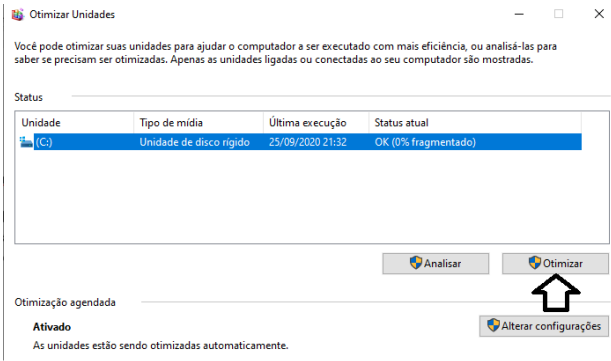 Otimizar Unidades
Você pode otimizar suas unidades para ajudar o computador a ser executado com mais eficiência, ou analisá-las para
saber se precisam ser otimizadas. Apenas as unidades ligadas ou conectadas ao seu computador são mostradas.
Status
Unidade Tipo de mídia Última execução Status atual
(C:) Unidade de disco rígido 25/09/2020 21:32 OK (0% fragmentado)
Analisar Otimizar
Otimização agendada
Ativado Alterar configurações
As unidades estão sendo otimizadas automaticamente.